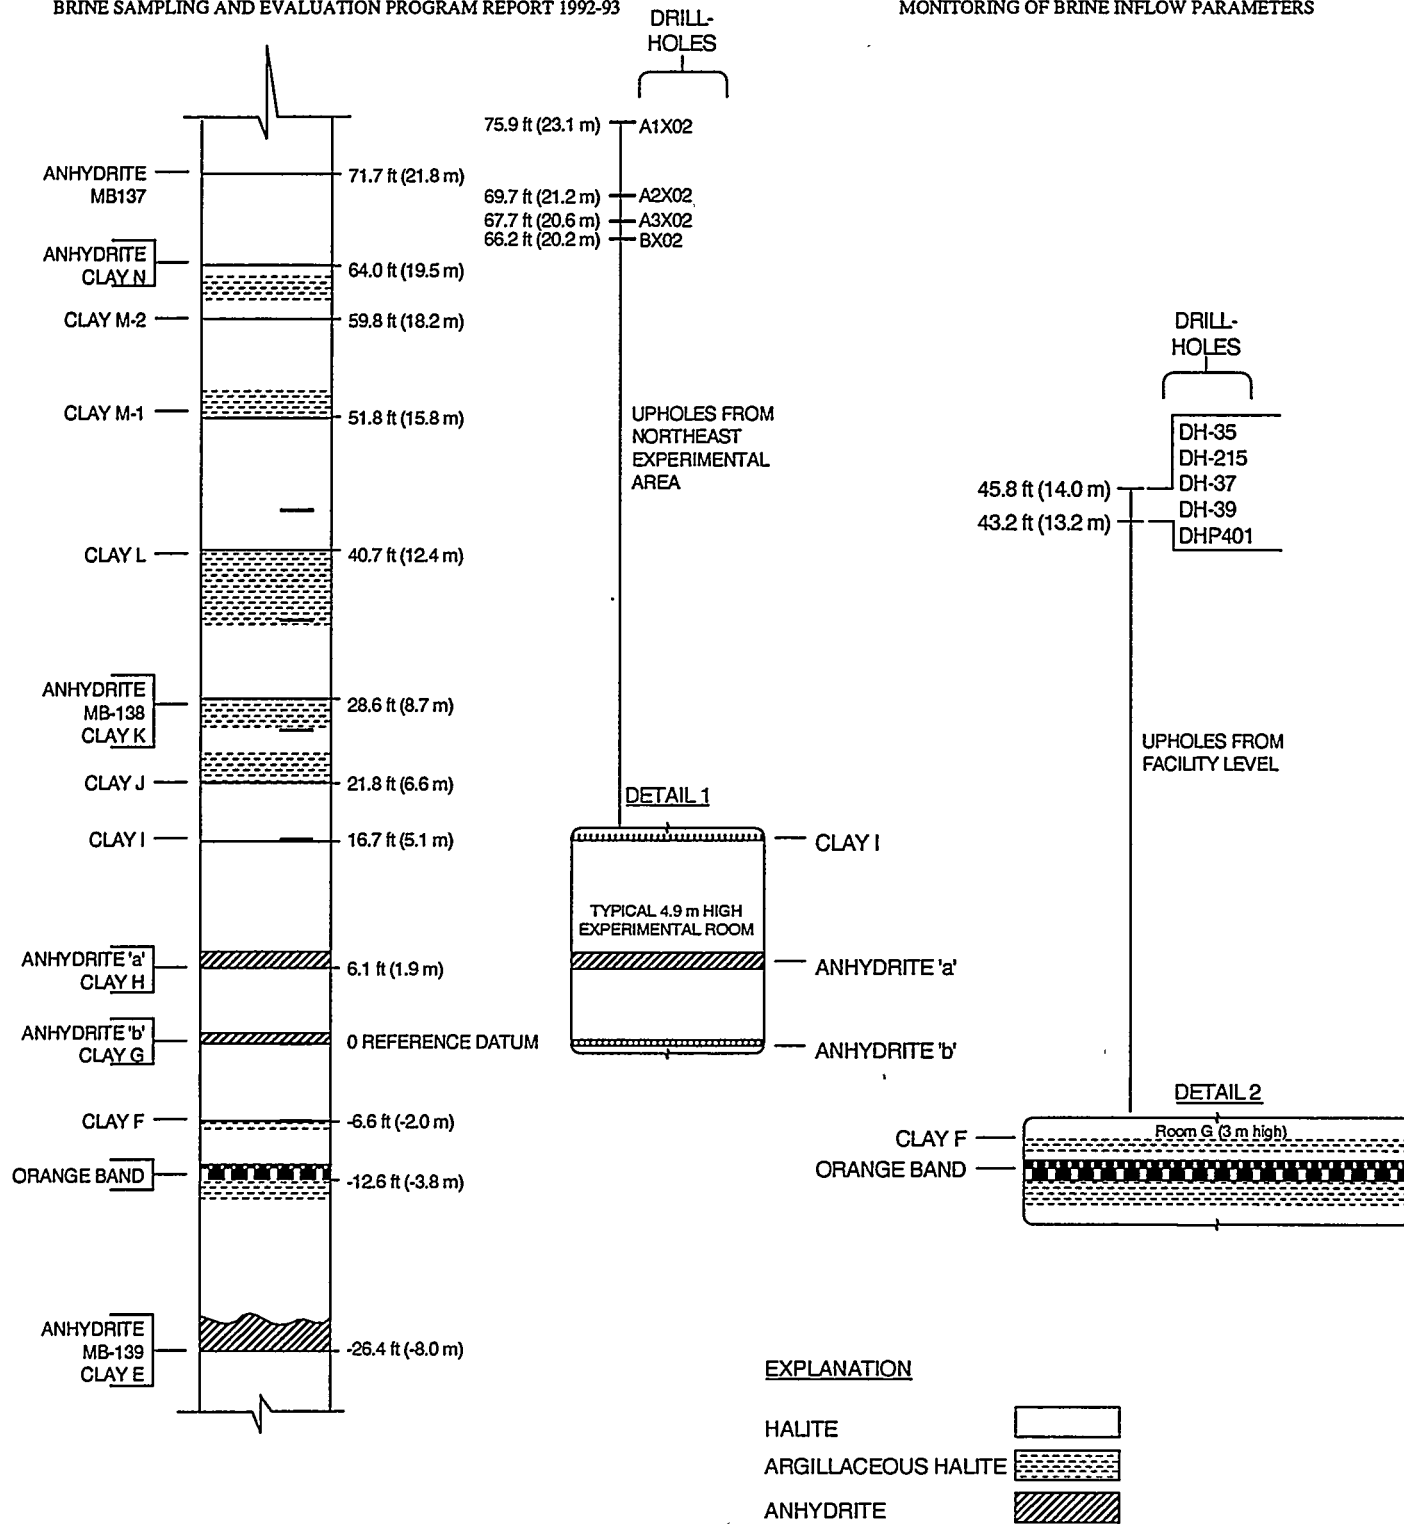 BRINE SAMPLING AND EVALUATION PROGRAM REPORT 1992-93
MONITORING OF BRINE INFLOW PARAMETERS
ANHYDRITE
MB137
71.7 ft (21.8 m)
ANHYDRITE
CLAY N
64.0 ft (19.5 m)
CLAY M-2
59.8 ft (18.2 m)
CLAY M-1
51.8 ft (15.8 m)
CLAY L
40.7 ft (12.4 m)
ANHYDRITE
MB-138
CLAY K
28.6 ft (8.7 m)
CLAY J
21.8 ft (6.6 m)
CLAY I
16.7 ft (5.1 m)
ANHYDRITE 'a'
CLAY H
6.1 ft (1.9 m)
ANHYDRITE 'b'
CLAY G
0 REFERENCE DATUM
CLAY F
-6.6 ft (-2.0 m)
ORANGE BAND
-12.6 ft (-3.8 m)
ANHYDRITE
MB-139
CLAY E
-26.4 ft (-8.0 m)
DRILL-
HOLES
75.9 ft (23.1 m)
A1X02
69.7 ft (21.2 m)
A2X02
67.7 ft (20.6 m)
A3X02
66.2 ft (20.2 m)
BX02
UPHOLES FROM
NORTHEAST
EXPERIMENTAL
AREA
DETAIL 1
CLAY I
TYPICAL 4.9 m HIGH
EXPERIMENTAL ROOM
ANHYDRITE 'a'
ANHYDRITE 'b'
DRILL-
HOLES
DH-35
DH-215
DH-37
DH-39
DHP401
45.8 ft (14.0 m)
43.2 ft (13.2 m)
UPHOLES FROM
FACILITY LEVEL
DETAIL 2
Room G (3 m high)
CLAY F
ORANGE BAND
EXPLANATION
HALITE
ARGILLACEOUS HALITE
ANHYDRITE